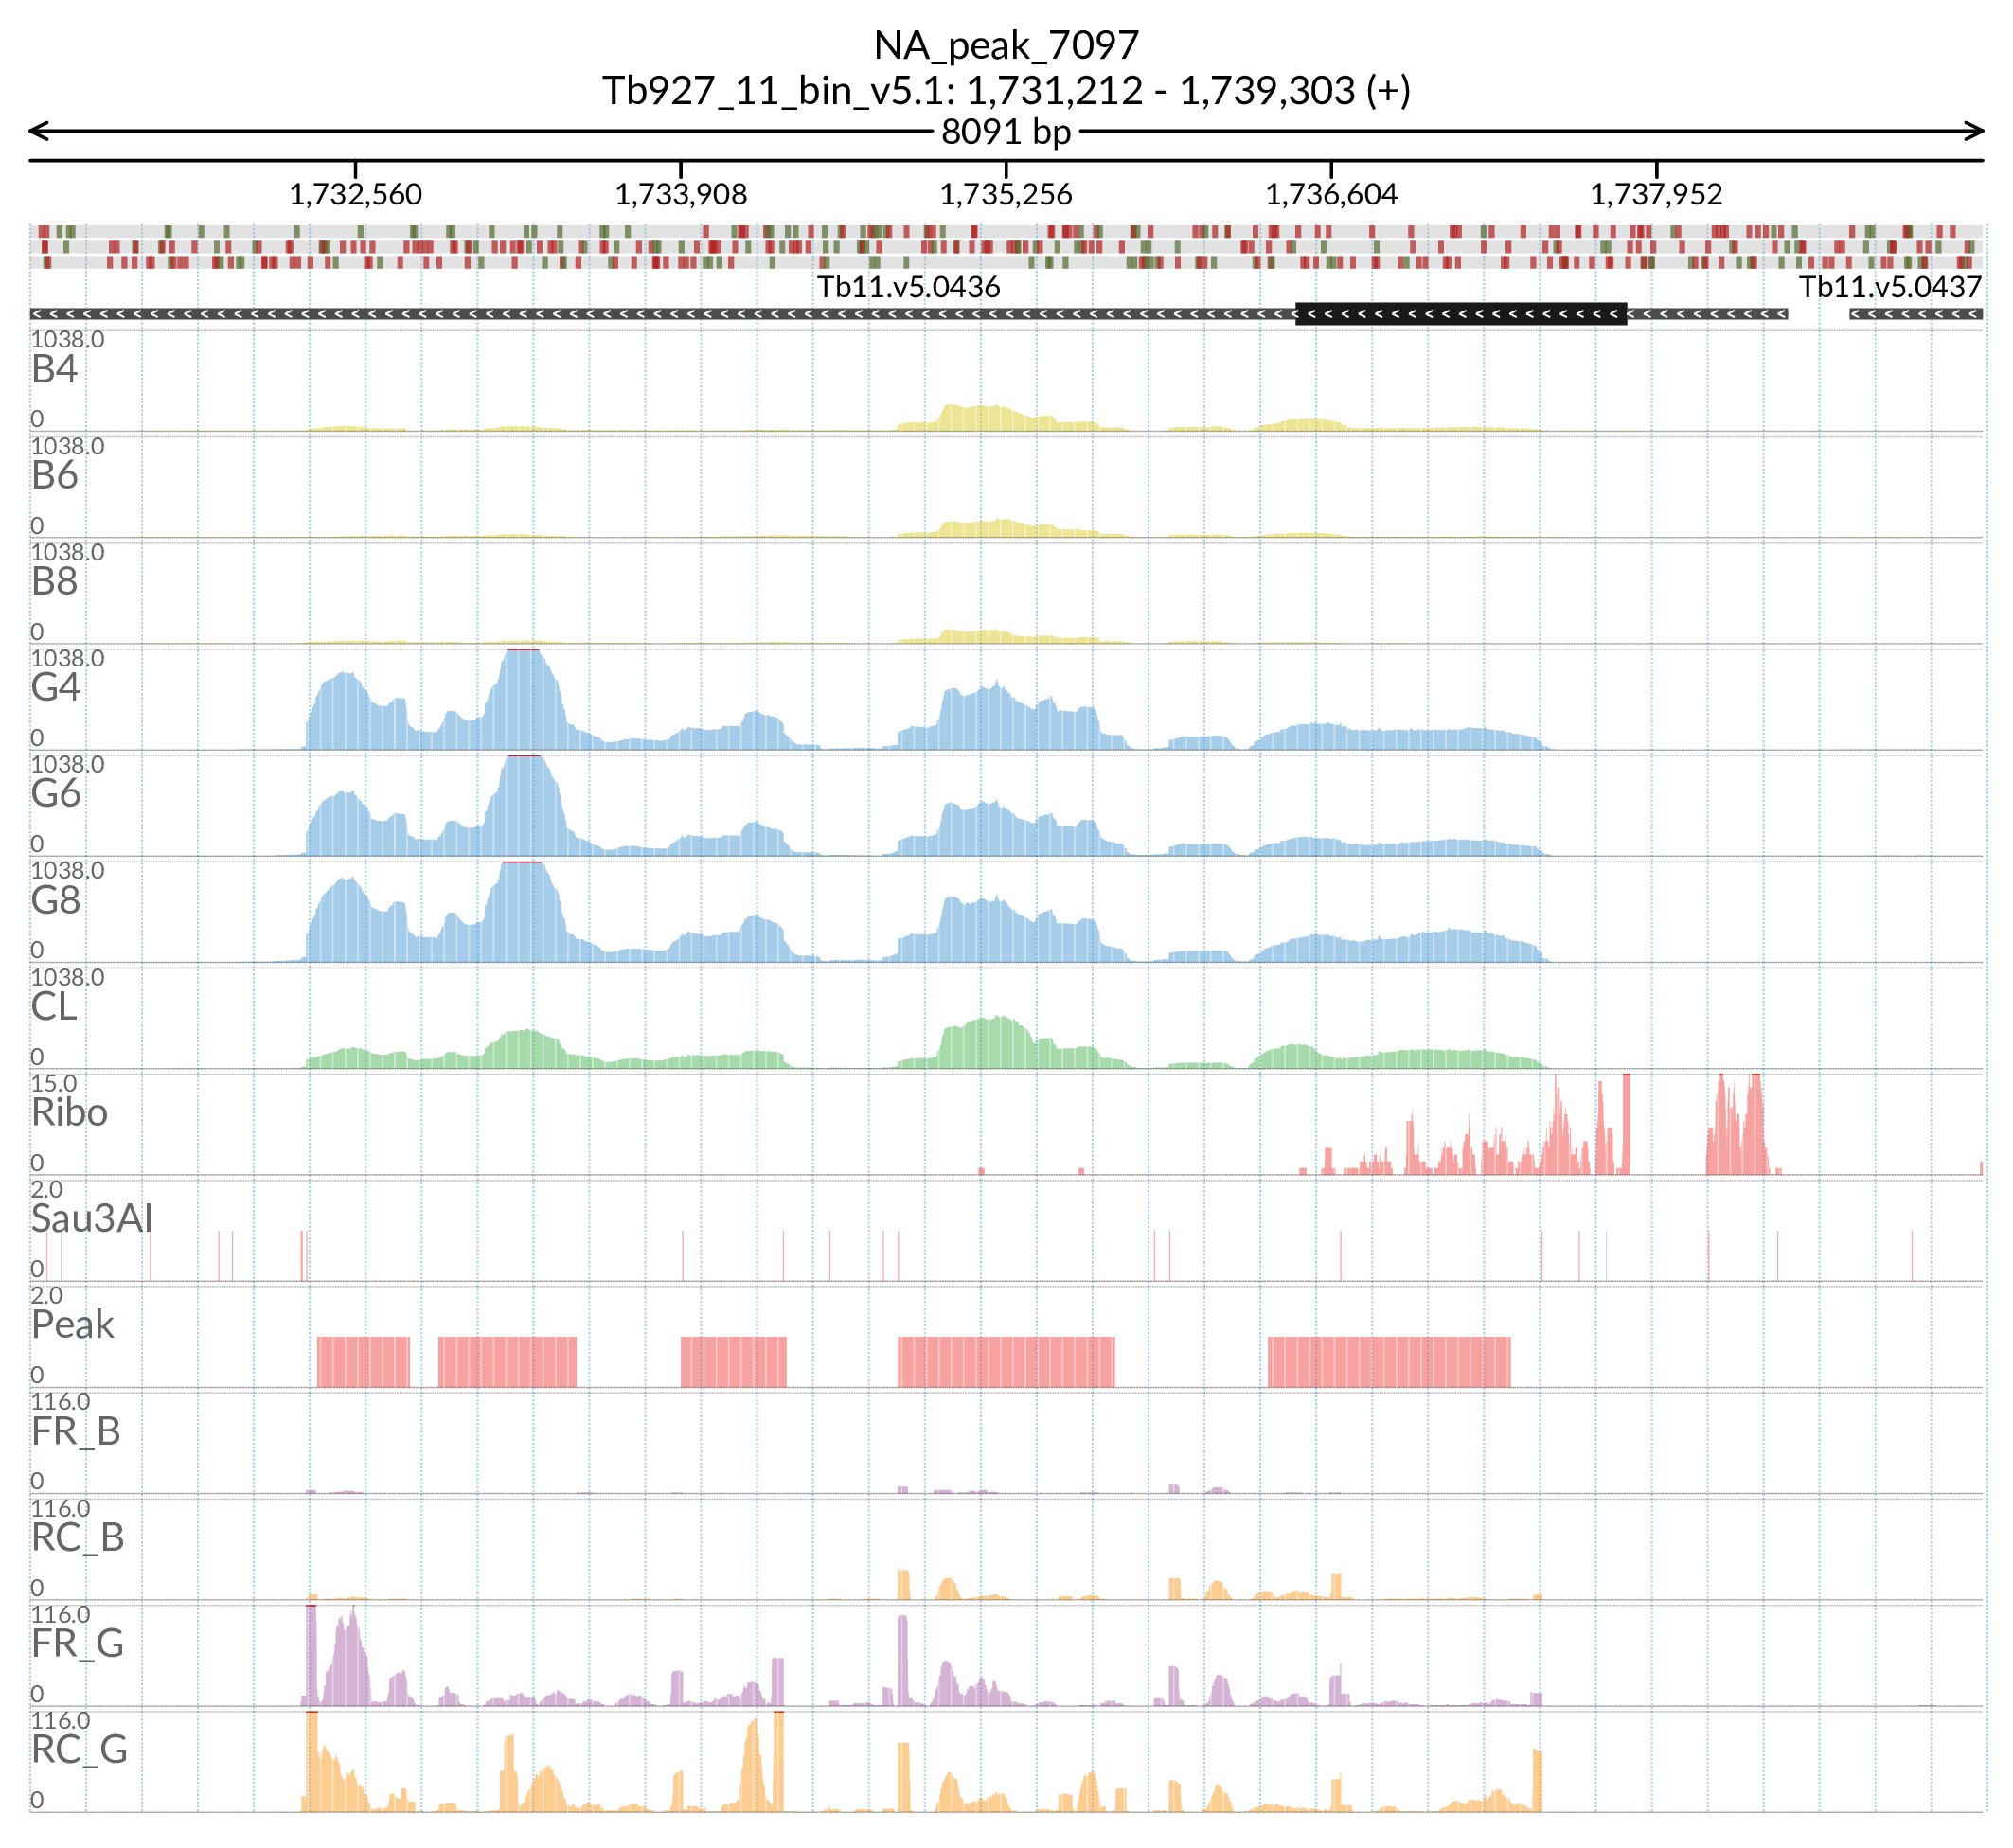 NA_peak_7097
Tb927_11_bin_v5.1: 1,731,212 - 1,739,303 (+)
8091 bp
1,732,560 1,733,908 1,735,256 1,736,604 1,737,952
Tb11.v5.0436 Tb11.v5.0437
1038.0
B4
0
1038.0
B6
0
1038.0
B8
0
1038.0
G4
0
1038.0
G6
0
1038.0
G8
0
1038.0
CL
0
15.0
Ribo
0
2.0
Sau3AI
0
2.0
Peak
0
116.0
FR_B
0
116.0
RC_B
0
116.0
FR_G
0
116.0
RC_G
0